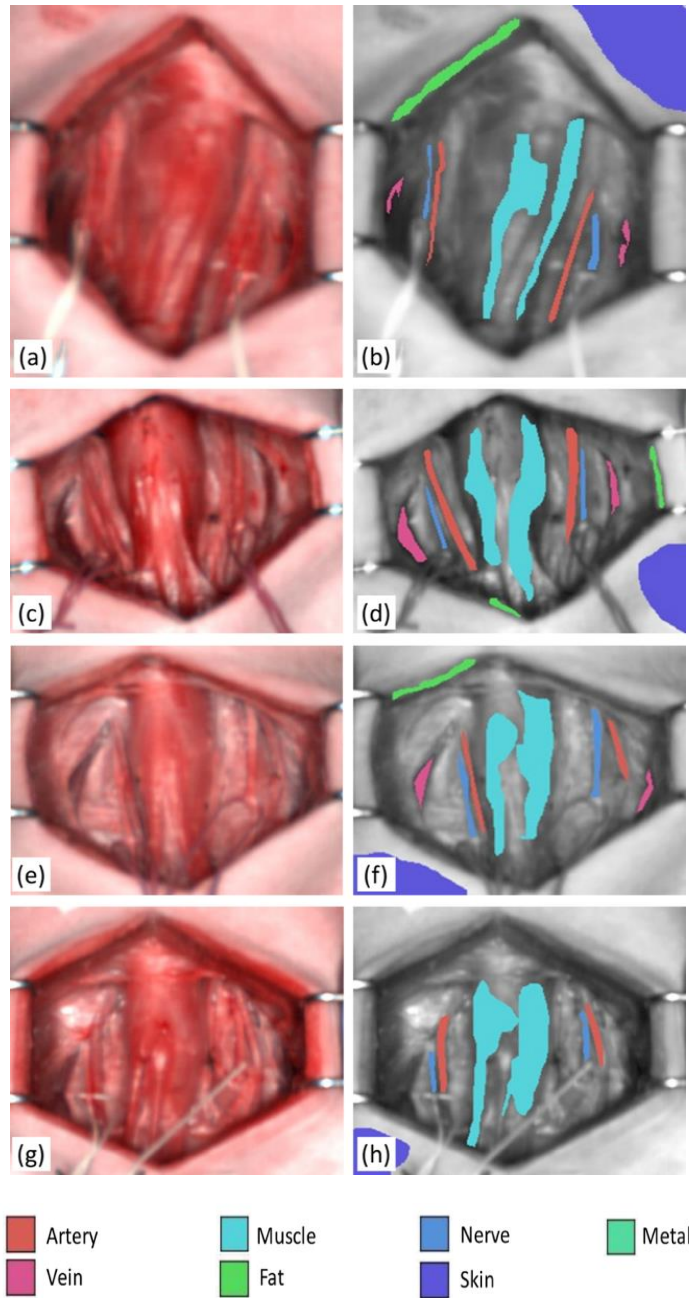 (a)
(b)
(c)
(d)
(e)
(f)
(g)
(h)
Artery
Muscle
Nerve
Metal
Vein
Fat
Skin